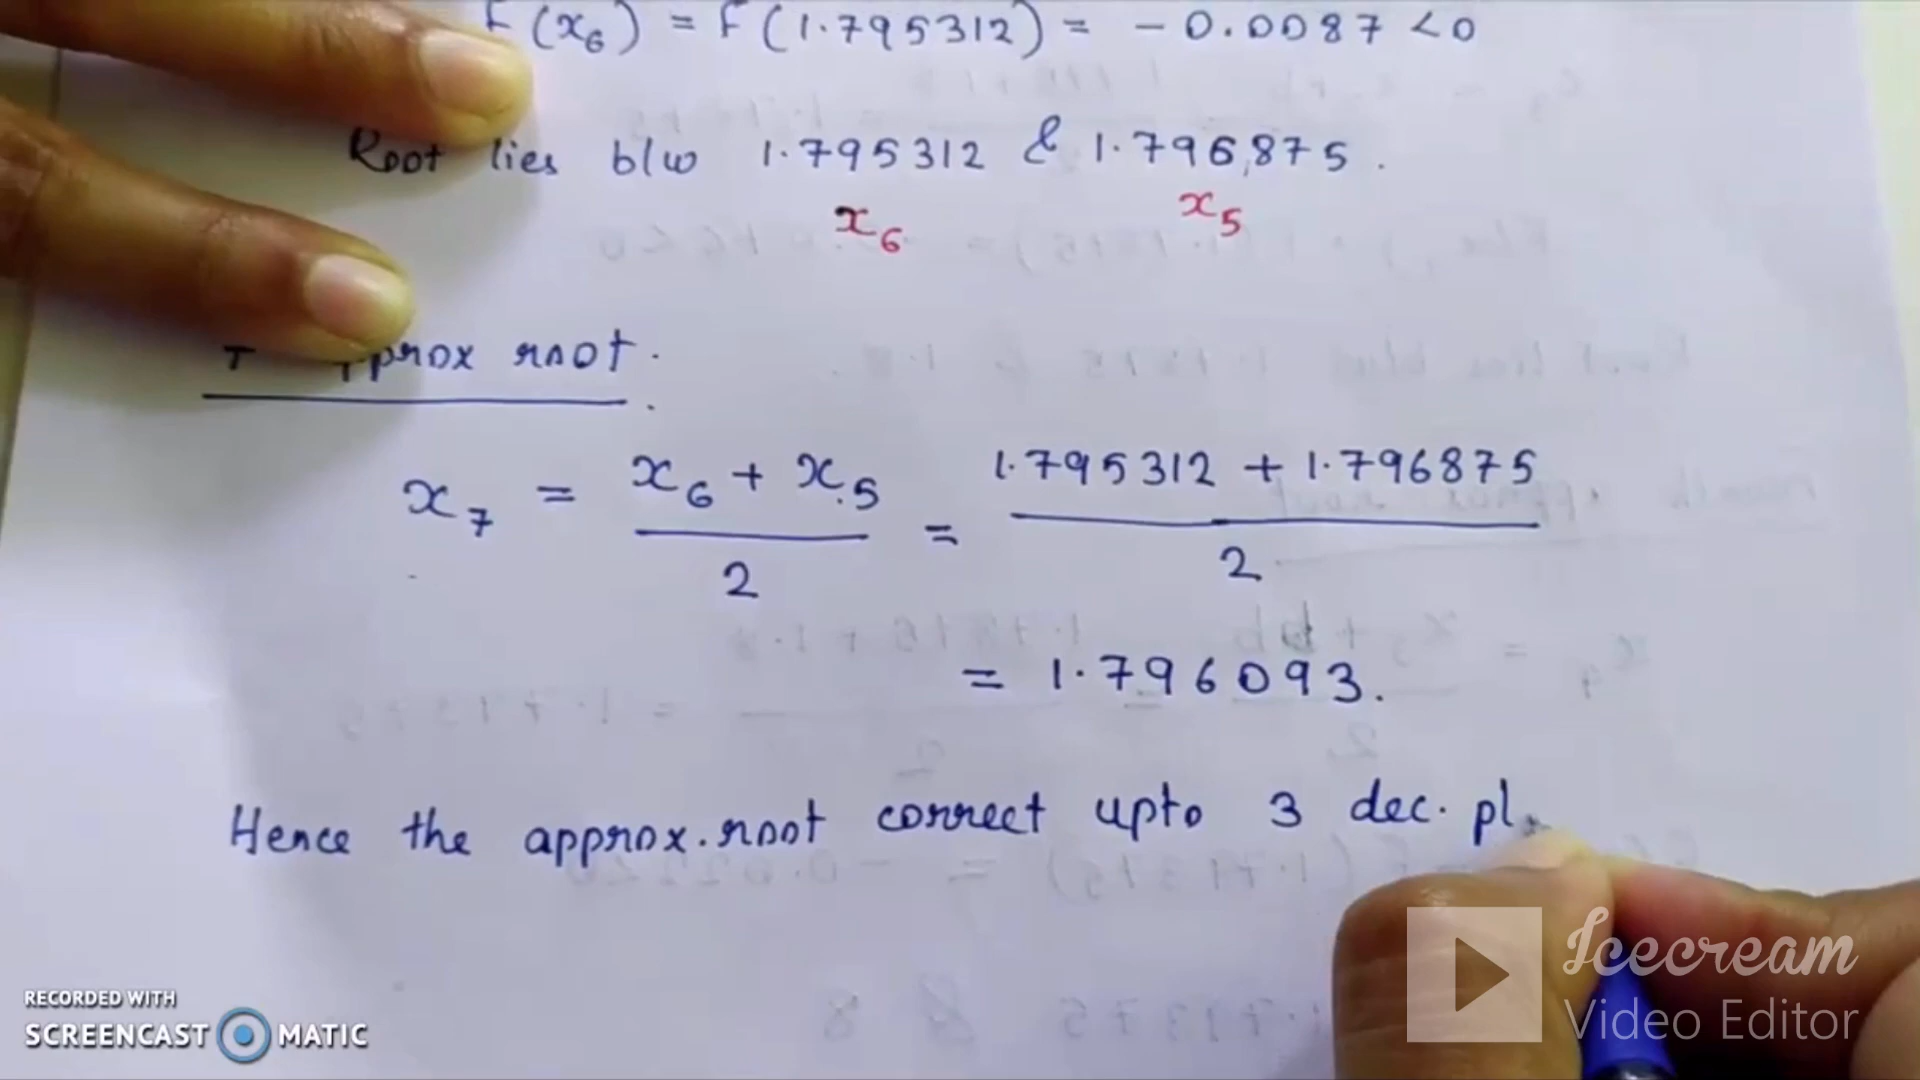 F(x₆) = F(1.795312) = -0.0087 <0
Root lies b/w 1.795312 & 1.796875.
x₆ x₅
approx root.
x₇ = x₆ + x₅ / 2 = 1.795312 + 1.796875 / 2
= 1.796093.
Hence the approx. root correct upto 3 dec. pl
RECORDED WITH
SCREENCAST MATIC
Icecream
Video Editor